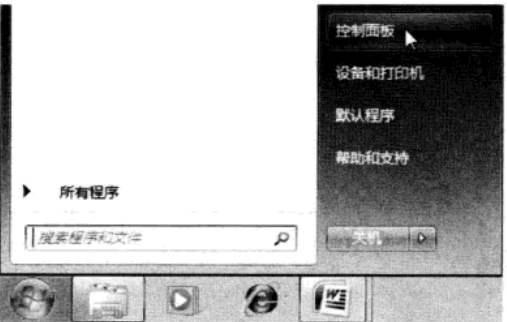 控制面板
设备和打印机
默认程序
帮助和支持
所有程序
搜索程序和文件
关机
W